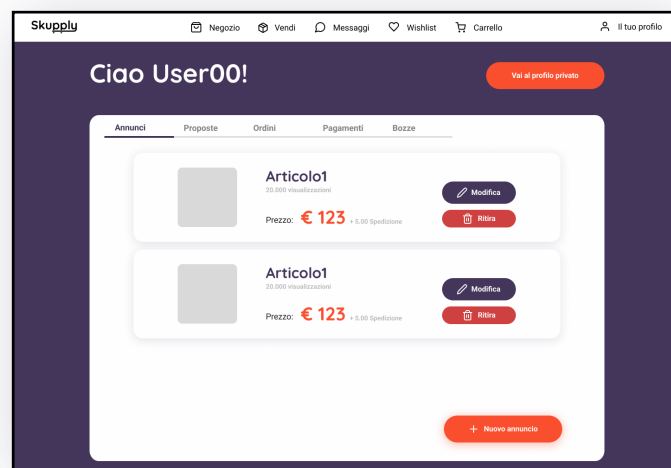 Skupply Negozio Vendi Messaggi Wishlist Carrello Il tuo profilo
Ciao User00!
Vai al profilo privato
Annunci Proposte Ordini Pagamenti Bozze
Articolo1
20.000 visualizzazioni
Modifica
Prezzo: € 123 + 5.00 Spedizione
Ritira
Articolo1
20.000 visualizzazioni
Modifica
Prezzo: € 123 + 5.00 Spedizione
Ritira
Nuovo annuncio